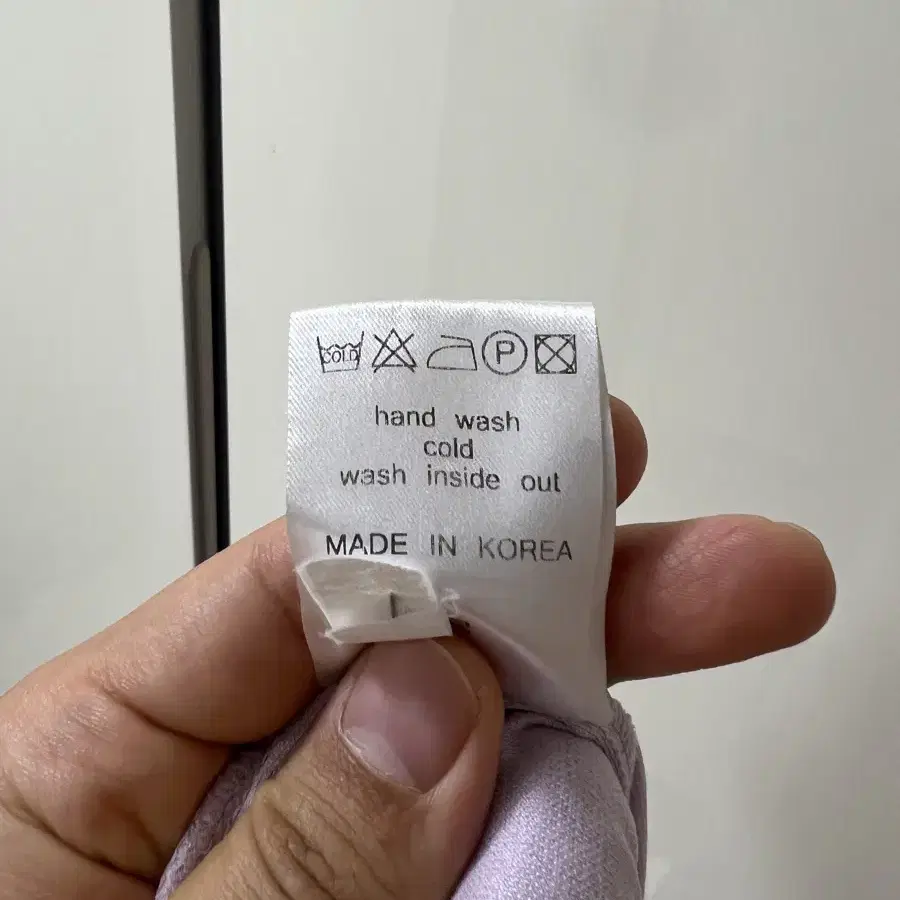 COLD P
hand wash
cold
wash inside out
MADE IN KOREA